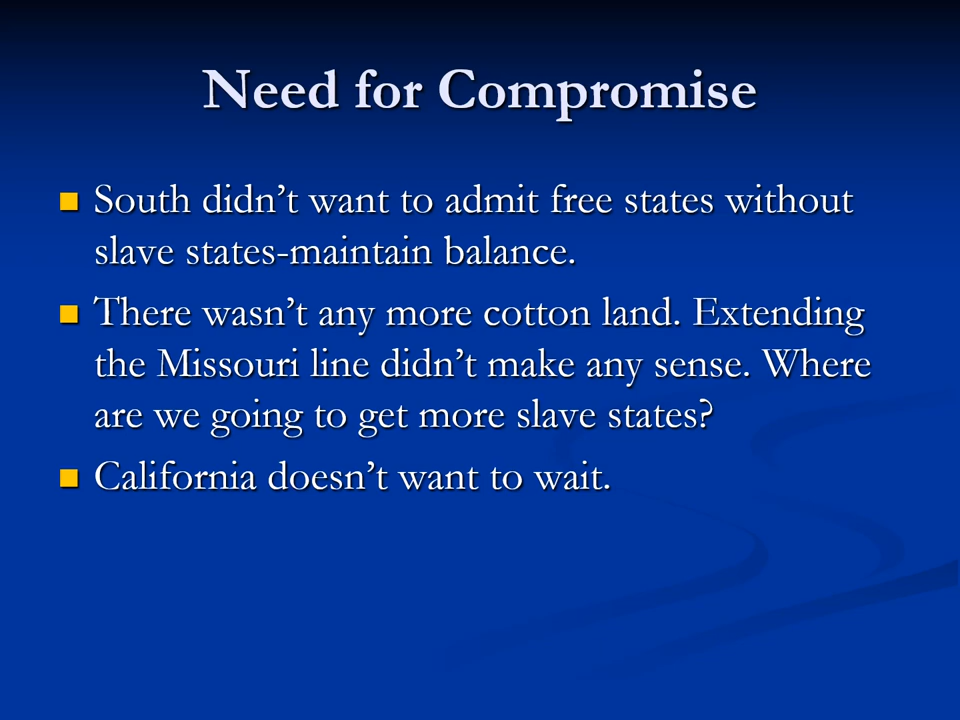 Need for Compromise
South didn’t want to admit free states without
slave states-maintain balance.
There wasn’t any more cotton land. Extending
the Missouri line didn’t make any sense. Where
are we going to get more slave states?
California doesn’t want to wait.